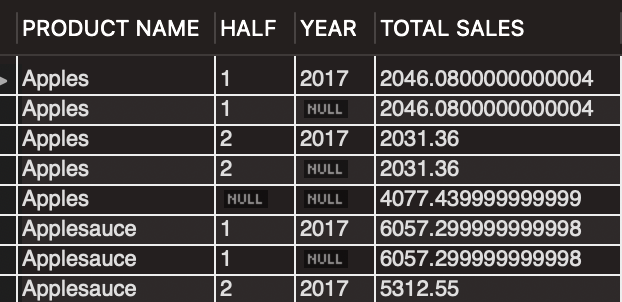 PRODUCT NAME HALF YEAR TOTAL SALES
Apples 1 2017 2046.0800000000004
Apples 1 NULL 2046.0800000000004
Apples 2 2017 2031.36
Apples 2 NULL 2031.36
Apples NULL NULL 4077.439999999999
Applesauce 1 2017 6057.299999999998
Applesauce 1 NULL 6057.299999999998
Applesauce 2 2017 5312.55